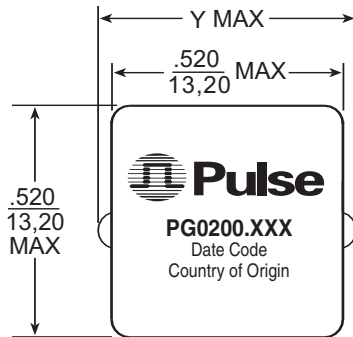 Y MAX
.520
13,20 MAX
.520
13,20
MAX
Pulse
PG0200.XXX
Date Code
Country of Origin